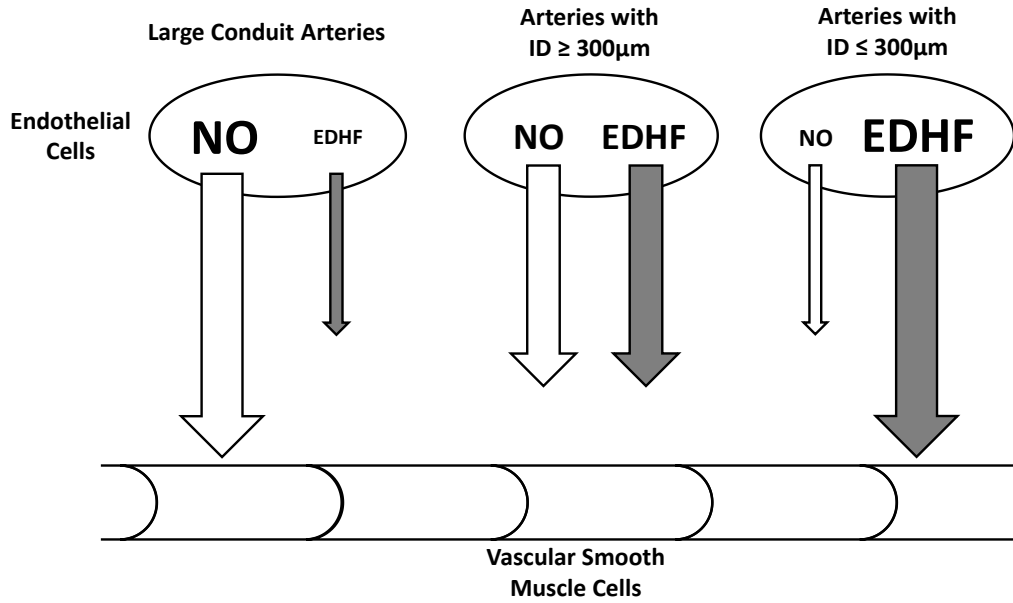 Large Conduit Arteries
Arteries with
ID ≥ 300µm
Arteries with
ID ≤ 300µm
Endothelial
Cells
NO
EDHF
NO
EDHF
NO
EDHF
Vascular Smooth
Muscle Cells